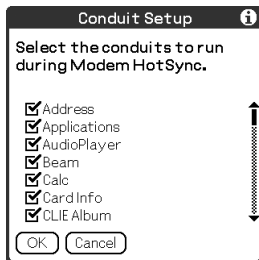 Conduit Setup
Select the conduits to run
during Modem HotSync.
Address
Applications
AudioPlayer
Beam
Calc
Card Info
CLIE Album
OK Cancel